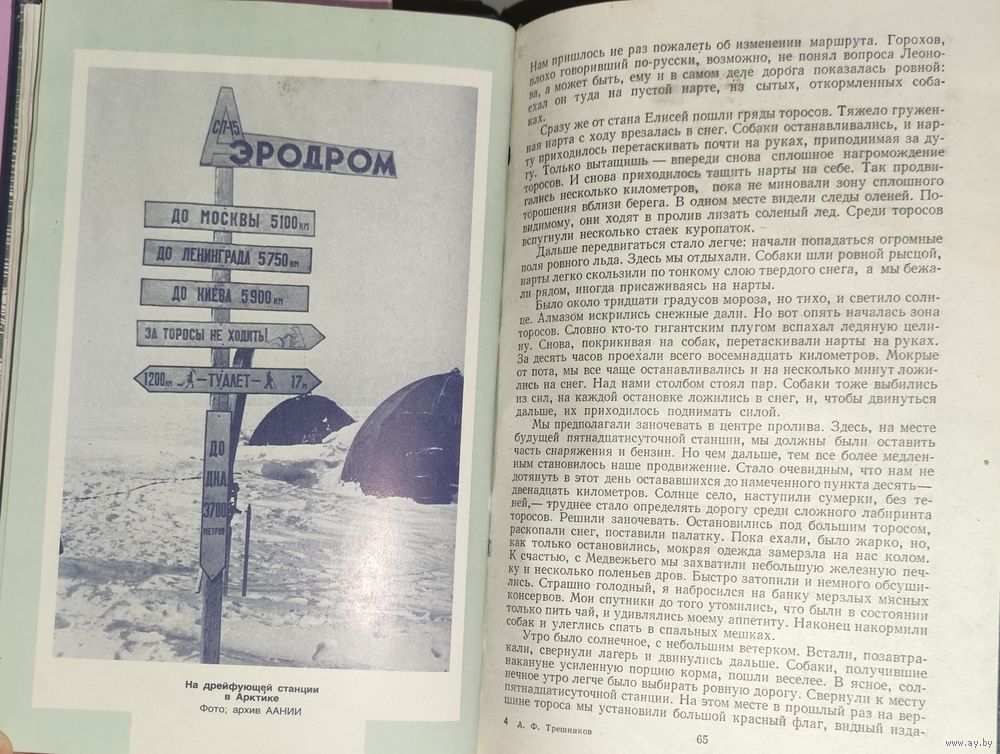 СП-15
АЭРОДРОМ
ДО МОСКВЫ 5100 КМ
ДО ЛЕНИНГРАДА 5750 КМ
ДО КИЕВА 5900 КМ
ЗА ТОРОСЫ НЕ ХОДИТЬ!
1200 КМ - ТУАЛЕТ - 17 М
ДО
ДНА
3700
МЕТРОВ
На дрейфующей станции
в Арктике
Фото: архив ААНИИ
Нам пришлось не раз пожалеть об изменении маршрута. Горохов,
плохо говоривший по-русски, возможно, не понял вопроса Леоно-
ва, а может быть, ему и в самом деле дорога показалась ровной:
ехал он туда на пустой нарте, на сытых, откормленных соба-
ках.
Сразу же от стана Елисей пошли гряды торосов. Тяжело гружен-
ная нарта с ходу врезалась в снег. Собаки останавливались, и нар-
ту приходилось перетаскивать почти на руках, приподнимая за ду-
гу. Только вытащишь — впереди снова сплошное нагромождение
торосов. И снова приходилось тащить нарты на себе. Так продви-
гались несколько километров, пока не миновали зону сплошного
торошения вблизи берега. В одном месте видели следы оленей. По-
видимому, они ходят в пролив лизать соленый лед. Среди торосов
вспугнули несколько стаек куропаток.
Дальше передвигаться стало легче: начали попадаться огромные
поля ровного льда. Здесь мы отдыхали. Собаки шли ровной рысцой,
нарты легко скользили по тонкому слою твердого снега, а мы бежа-
ли рядом, иногда присаживаясь на нарты.
Было около тридцати градусов мороза, но тихо, и светило солн-
це. Алмазом искрились снежные дали. Но вот опять началась зона
торосов. Словно кто-то гигантским плугом вспахал ледяную цели-
ну. Снова, покрикивая на собак, перетаскивали нарты на руках.
За десять часов проехали всего восемнадцать километров. Мокрые
от пота, мы все чаще останавливались и на несколько минут ложи-
лись на снег. Над нами столбом стоял пар. Собаки тоже выбились
из сил, на каждой остановке ложились в снег, и, чтобы двинуться
дальше, их приходилось поднимать силой.
Мы предполагали заночевать в центре пролива. Здесь, на месте
будущей пятнадцатисуточной станции, мы должны были оставить
часть снаряжения и бензин. Но чем дальше, тем все более медлен-
ным становилось наше продвижение. Стало очевидным, что нам не
дотянуть в этот день остававшихся до намеченного пункта десять—
двенадцать километров. Солнце село, наступили сумерки, без те-
ней,— труднее стало определять дорогу среди сложного лабиринта
торосов. Решили заночевать. Остановились под большим торосом,
раскопали снег, поставили палатку. Пока ехали, было жарко, но,
как только остановились, мокрая одежда замерзла на нас колом.
К счастью, с Медвежьего мы захватили небольшую железную печ-
ку и несколько поленьев дров. Быстро затопили и немного обсуши-
лись. Страшно голодный, я набросился на банку мерзлых мясных
консервов. Мои спутники до того утомились, что были в состоянии
только пить чай, и удивлялись моему аппетиту. Наконец накормили
собак и улеглись спать в спальных мешках.
Утро было солнечное, с небольшим ветерком. Встали, позавтра-
кали, свернули лагерь и двинулись дальше. Собаки, получившие
накануне усиленную порцию корма, пошли веселее. В ясное, сол-
нечное утро легче было выбирать ровную дорогу. Свернули к месту
пятнадцатисуточной станции. На этом месте в прошлый раз на вер-
шине тороса мы установили большой красный флаг, видный изда-
4 А. Ф. Трешников
65
www.ay.by